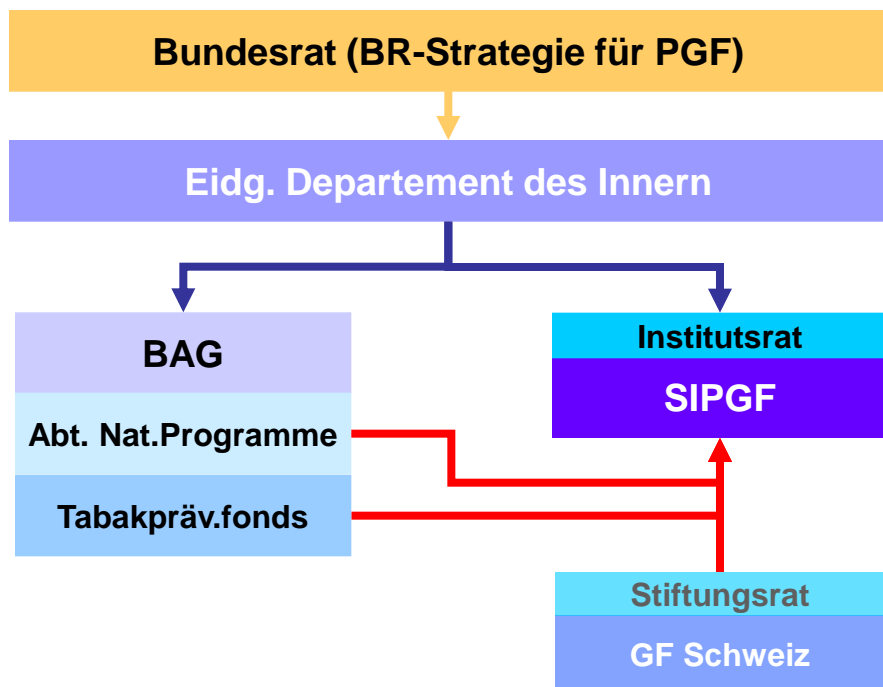 Bundesrat (BR-Strategie für PGF)
Eidg. Departement des Innern
BAG
Abt. Nat.Programme
Tabakpräv.fonds
Institutsrat
SIPGF
Stiftungsrat
GF Schweiz